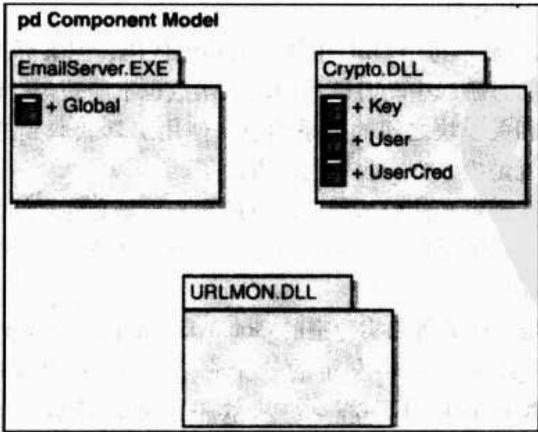 pd Component Model
EmailServer.EXE
+ Global
Crypto.DLL
+ Key
+ User
+ UserCred
URLMON.DLL